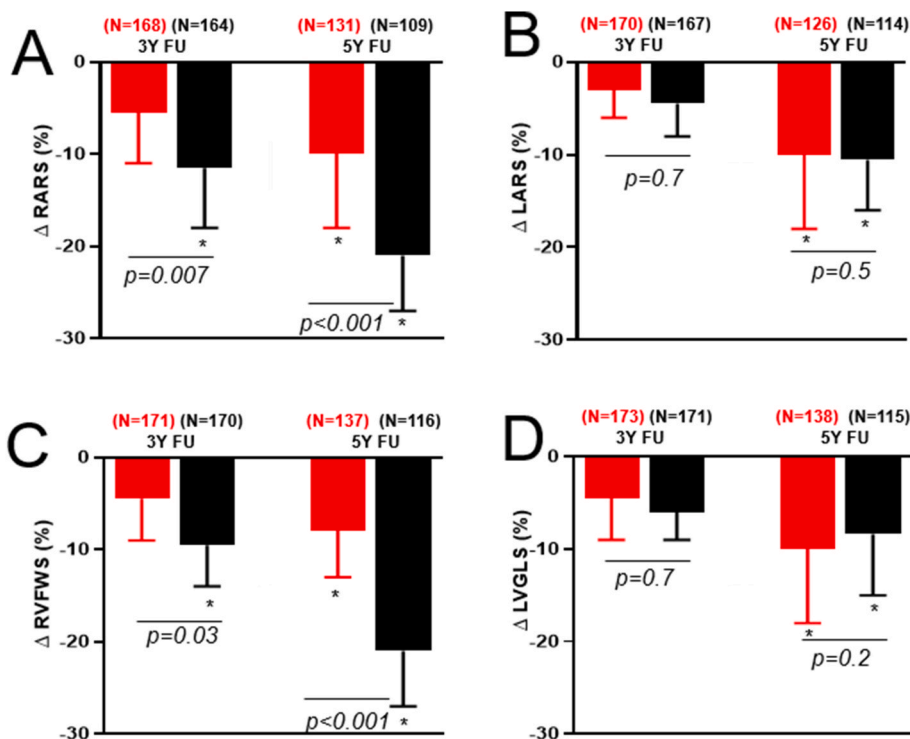 A
(N=168) (N=164)
3Y FU
(N=131) (N=109)
5Y FU
Δ RARS (%)
0
-10
-20
-30
*
p=0.007
*
p<0.001
*
B
(N=170) (N=167)
3Y FU
(N=126) (N=114)
5Y FU
Δ LARS (%)
0
-10
-20
-30
p=0.7
*
*
p=0.5
C
(N=171) (N=170)
3Y FU
(N=137) (N=116)
5Y FU
Δ RVFWS (%)
0
-10
-20
-30
*
p=0.03
*
p<0.001
*
D
(N=173) (N=171)
3Y FU
(N=138) (N=115)
5Y FU
Δ LVGLS (%)
0
-10
-20
-30
p=0.7
*
*
p=0.2